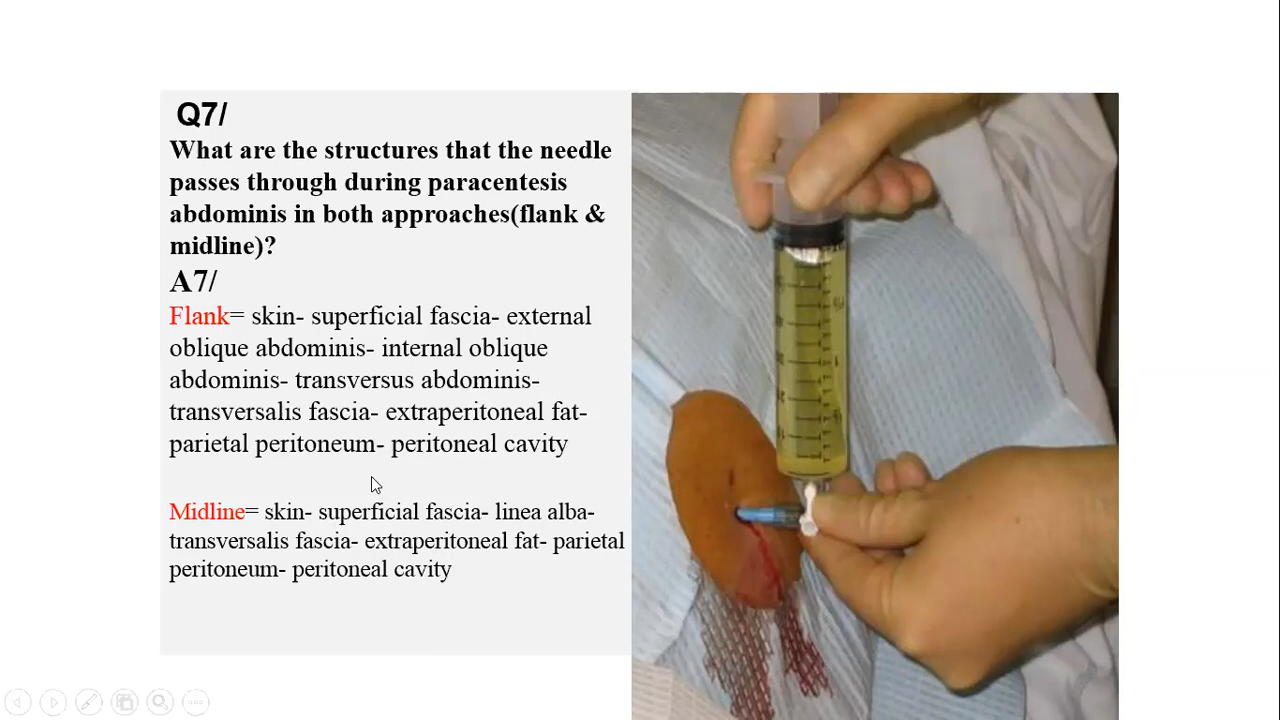 Q7/
What are the structures that the needle
passes through during paracentesis
abdominis in both approaches(flank &
midline)?
A7/
Flank= skin- superficial fascia- external
oblique abdominis- internal oblique
abdominis- transversus abdominis-
transversalis fascia- extraperitoneal fat-
parietal peritoneum- peritoneal cavity
Midline= skin- superficial fascia- linea alba-
transversalis fascia- extraperitoneal fat- parietal
peritoneum- peritoneal cavity